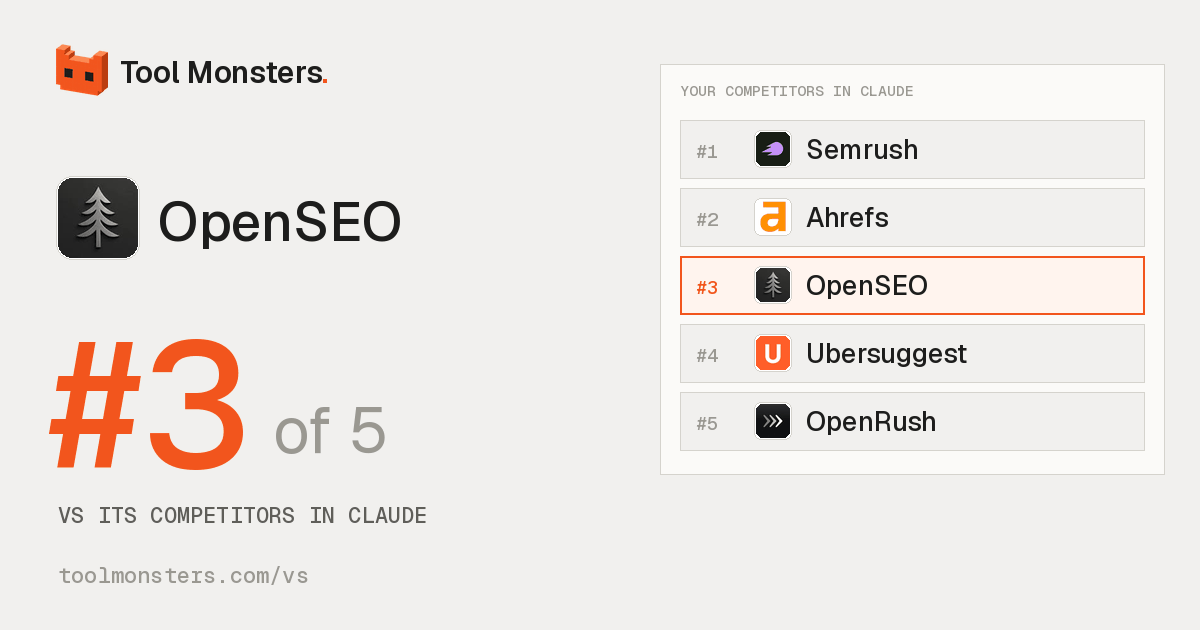 Tool Monsters.
OpenSEO
#3 of 5
VS ITS COMPETITORS IN CLAUDE
toolmonsters.com/vs
YOUR COMPETITORS IN CLAUDE
#1 Semrush
#2 a Ahrefs
#3 OpenSEO
#4 U Ubersuggest
#5 OpenRush